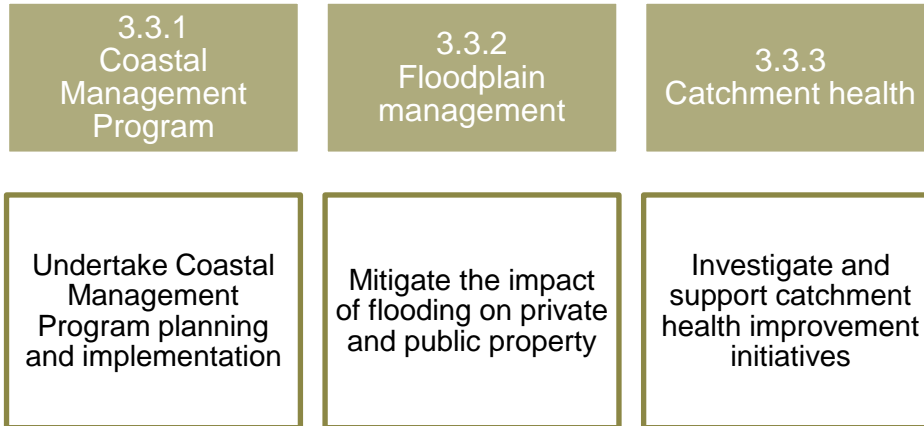 3.3.1
Coastal
Management
Program
3.3.2
Floodplain
management
3.3.3
Catchment health
Undertake Coastal
Management
Program planning
and implementation
Mitigate the impact
of flooding on private
and public property
Investigate and
support catchment
health improvement
initiatives